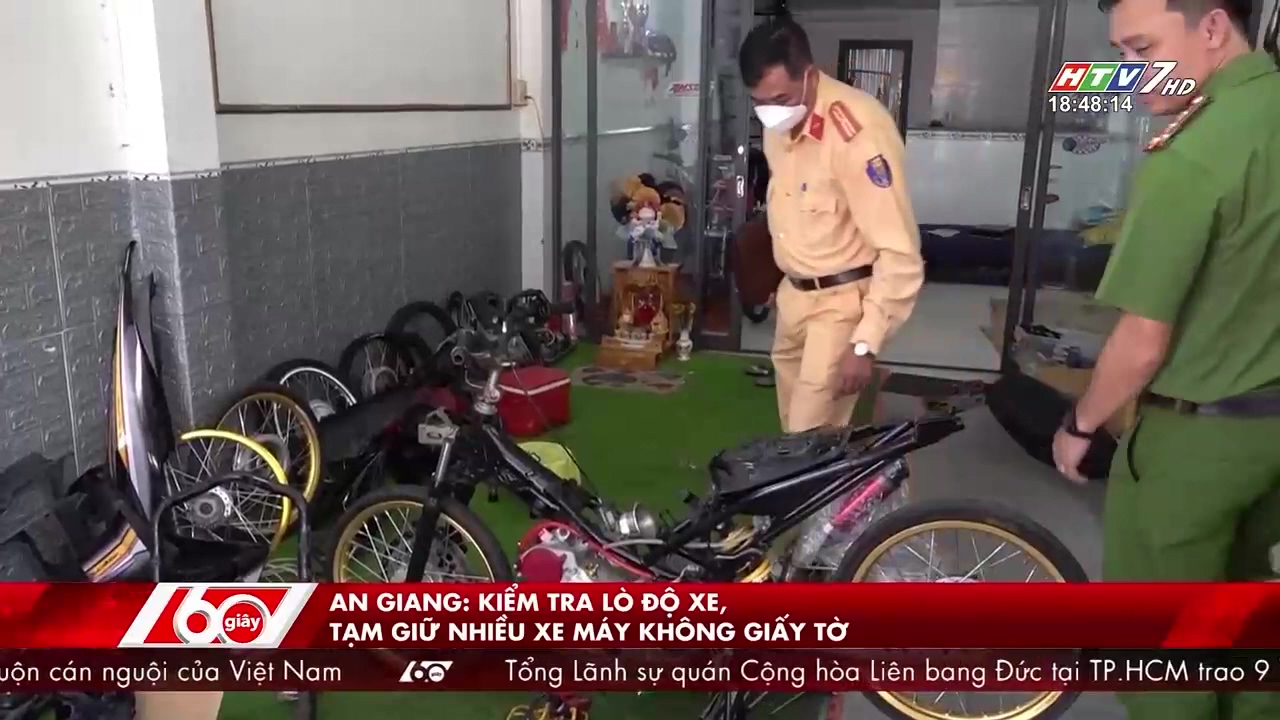 HTV7 HD
18:48:14
60 giây
AN GIANG: KIỂM TRA LÒ ĐỘ XE,
TẠM GIỮ NHIỀU XE MÁY KHÔNG GIẤY TỜ
uộn cán nguội của Việt Nam 60 giây Tổng Lãnh sự quán Cộng hòa Liên bang Đức tại TP.HCM trao 9